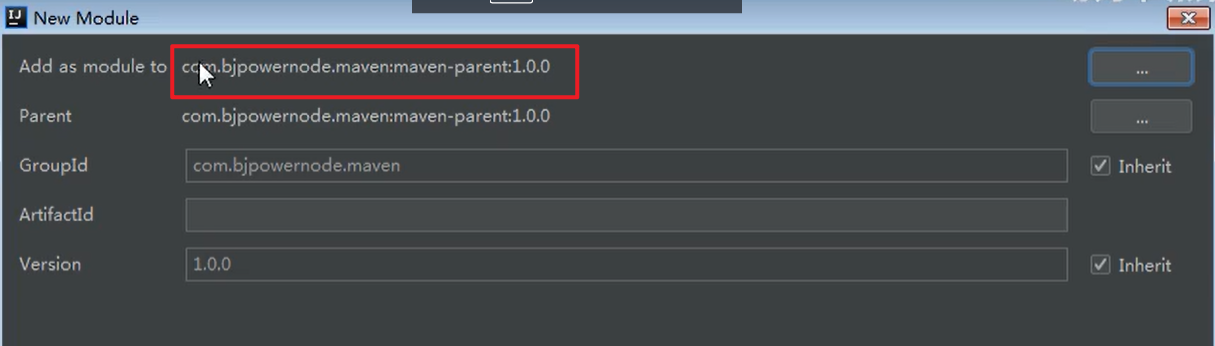 IJ New Module
Add as module to com.bjpowernode.maven:maven-parent:1.0.0 ...
Parent com.bjpowernode.maven:maven-parent:1.0.0 ...
GroupId com.bjpowernode.maven Inherit
ArtifactId
Version 1.0.0 Inherit